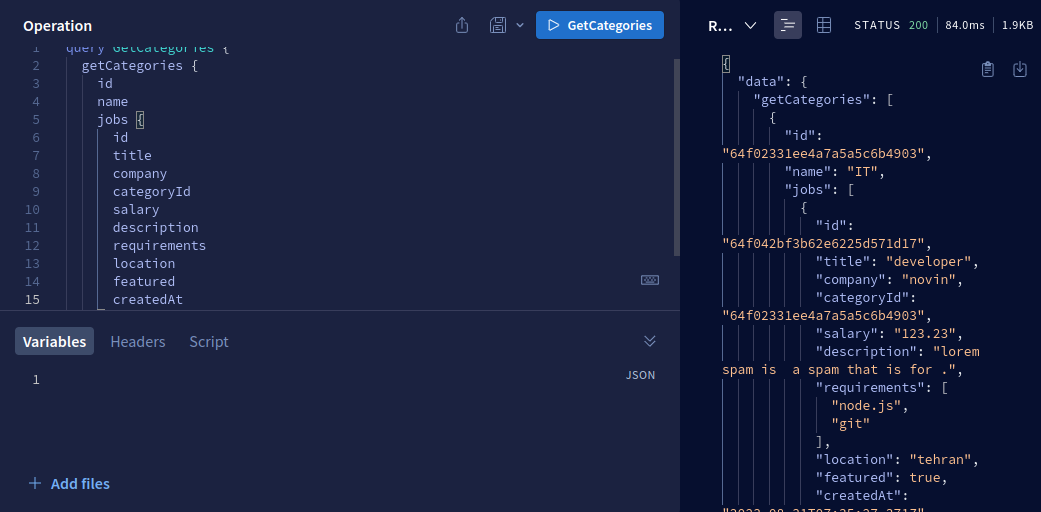 Operation
GetCategories
1 query GetCategories {
2 getCategories {
3 id
4 name
5 jobs {
6 id
7 title
8 company
9 categoryId
10 salary
11 description
12 requirements
13 location
14 featured
15 createdAt
Variables Headers Script
1
JSON
+ Add files
R... STATUS 200 84.0ms 1.9KB
{
"data": {
"getCategories": [
{
"id":
"64f02331ee4a7a5a5c6b4903",
"name": "IT",
"jobs": [
{
"id":
"64f042bf3b62e6225d571d17",
"title": "developer",
"company": "novin",
"categoryId":
"64f02331ee4a7a5a5c6b4903",
"salary": "123.23",
"description": "lorem
spam is  a spam that is for .",
"requirements": [
"node.js",
"git"
],
"location": "tehran",
"featured": true,
"createdAt":